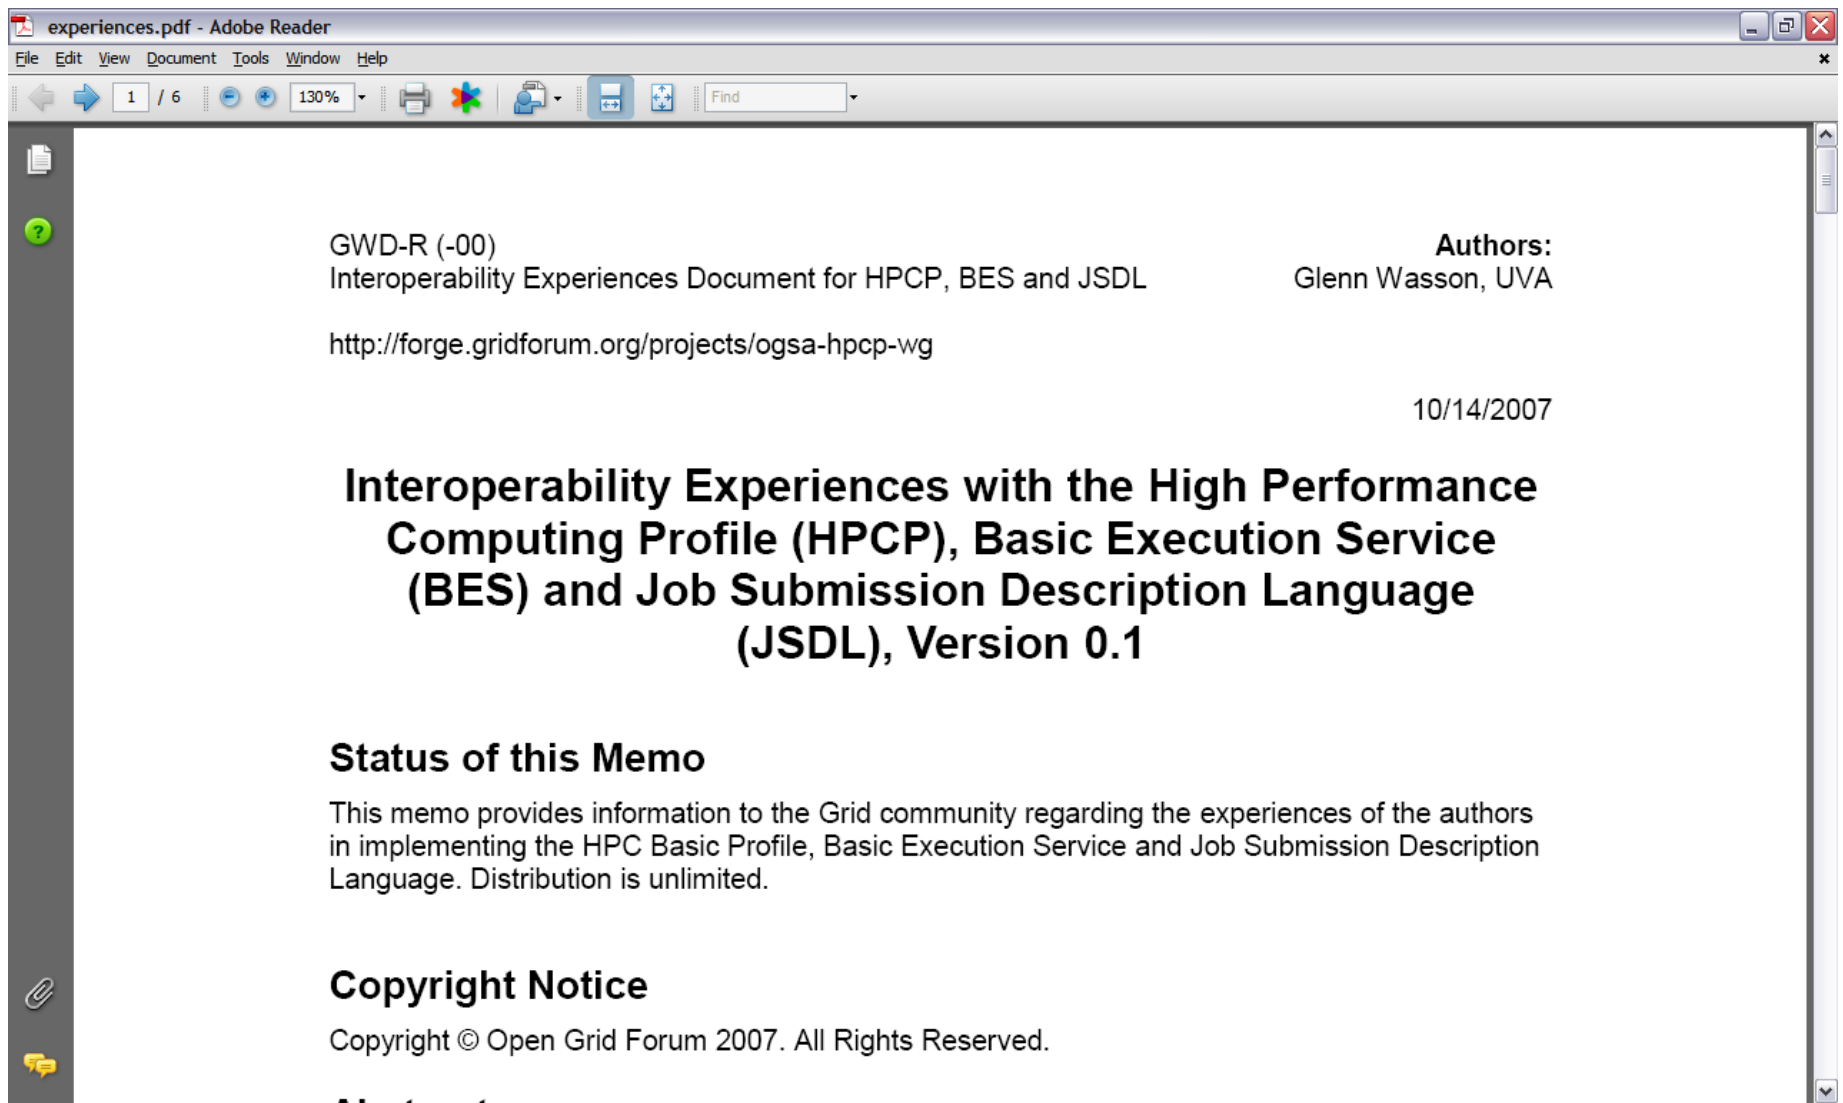 experiences.pdf - Adobe Reader
File Edit View Document Tools Window Help
1 / 6 130% Find
GWD-R (-00) Authors:
Interoperability Experiences Document for HPCP, BES and JSDL Glenn Wasson, UVA
http://forge.gridforum.org/projects/ogsa-hpcp-wg
10/14/2007
Interoperability Experiences with the High Performance
Computing Profile (HPCP), Basic Execution Service
(BES) and Job Submission Description Language
(JSDL), Version 0.1
Status of this Memo
This memo provides information to the Grid community regarding the experiences of the authors
in implementing the HPC Basic Profile, Basic Execution Service and Job Submission Description
Language. Distribution is unlimited.
Copyright Notice
Copyright © Open Grid Forum 2007. All Rights Reserved.